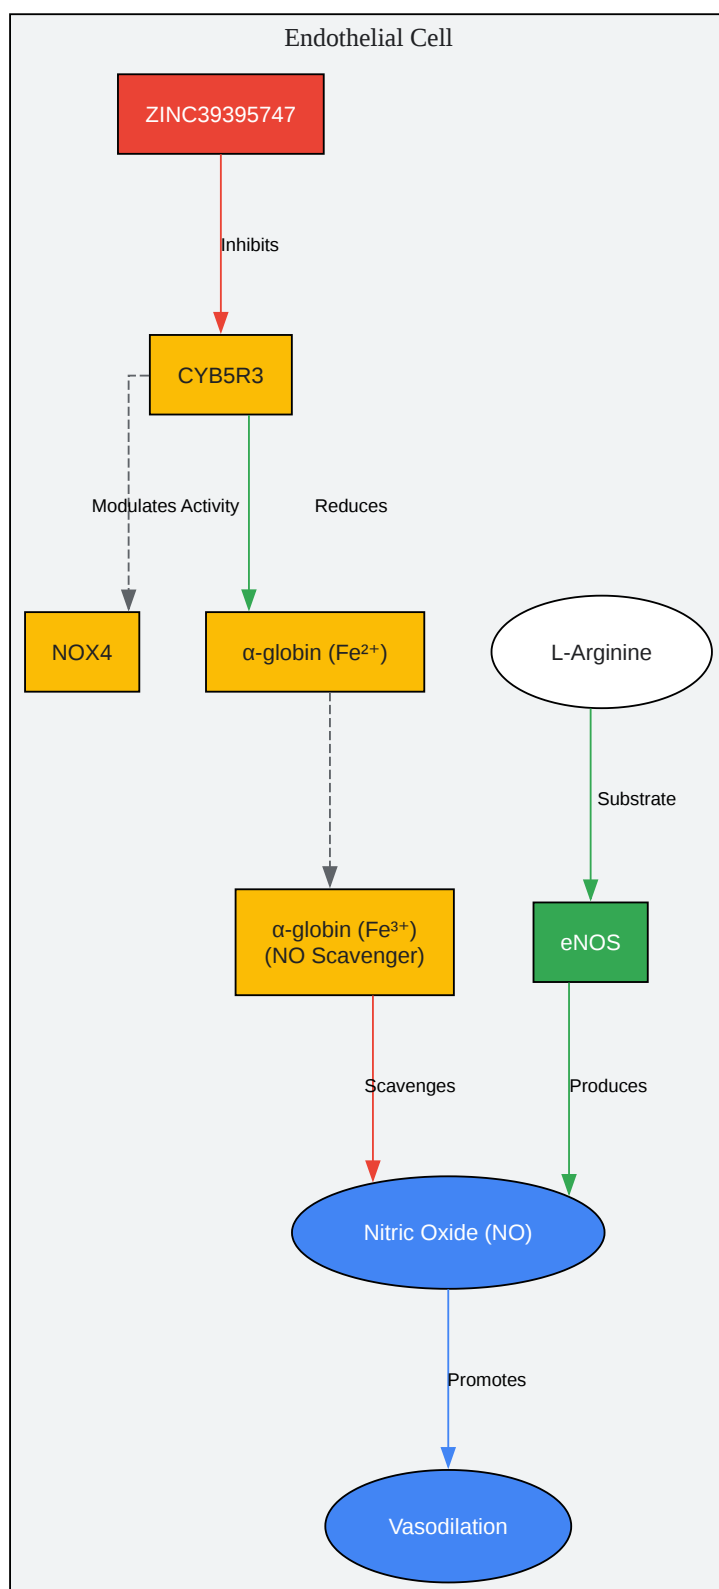 Endothelial Cell
ZINC39395747
Inhibits
CYB5R3
Modulates Activity
Reduces
NOX4
α-globin (Fe²⁺)
L-Arginine
Substrate
α-globin (Fe³⁺)
(NO Scavenger)
eNOS
Scavenges
Produces
Nitric Oxide (NO)
Promotes
Vasodilation